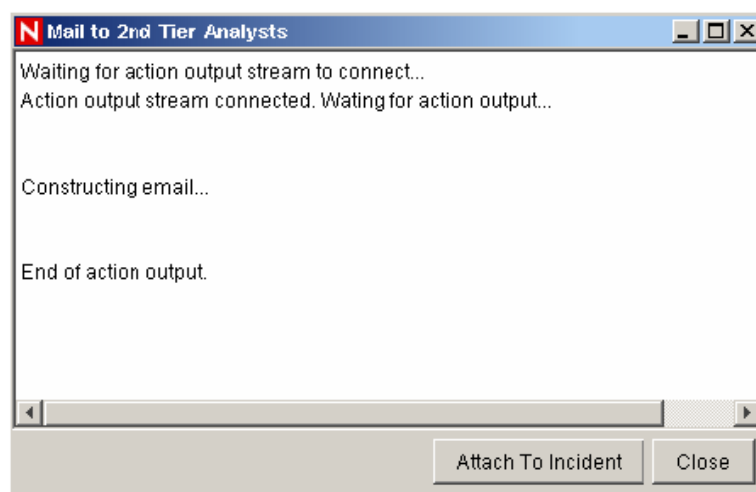 N Mail to 2nd Tier Analysts
Waiting for action output stream to connect...
Action output stream connected. Wating for action output...
Constructing email...
End of action output.
Attach To Incident
Close